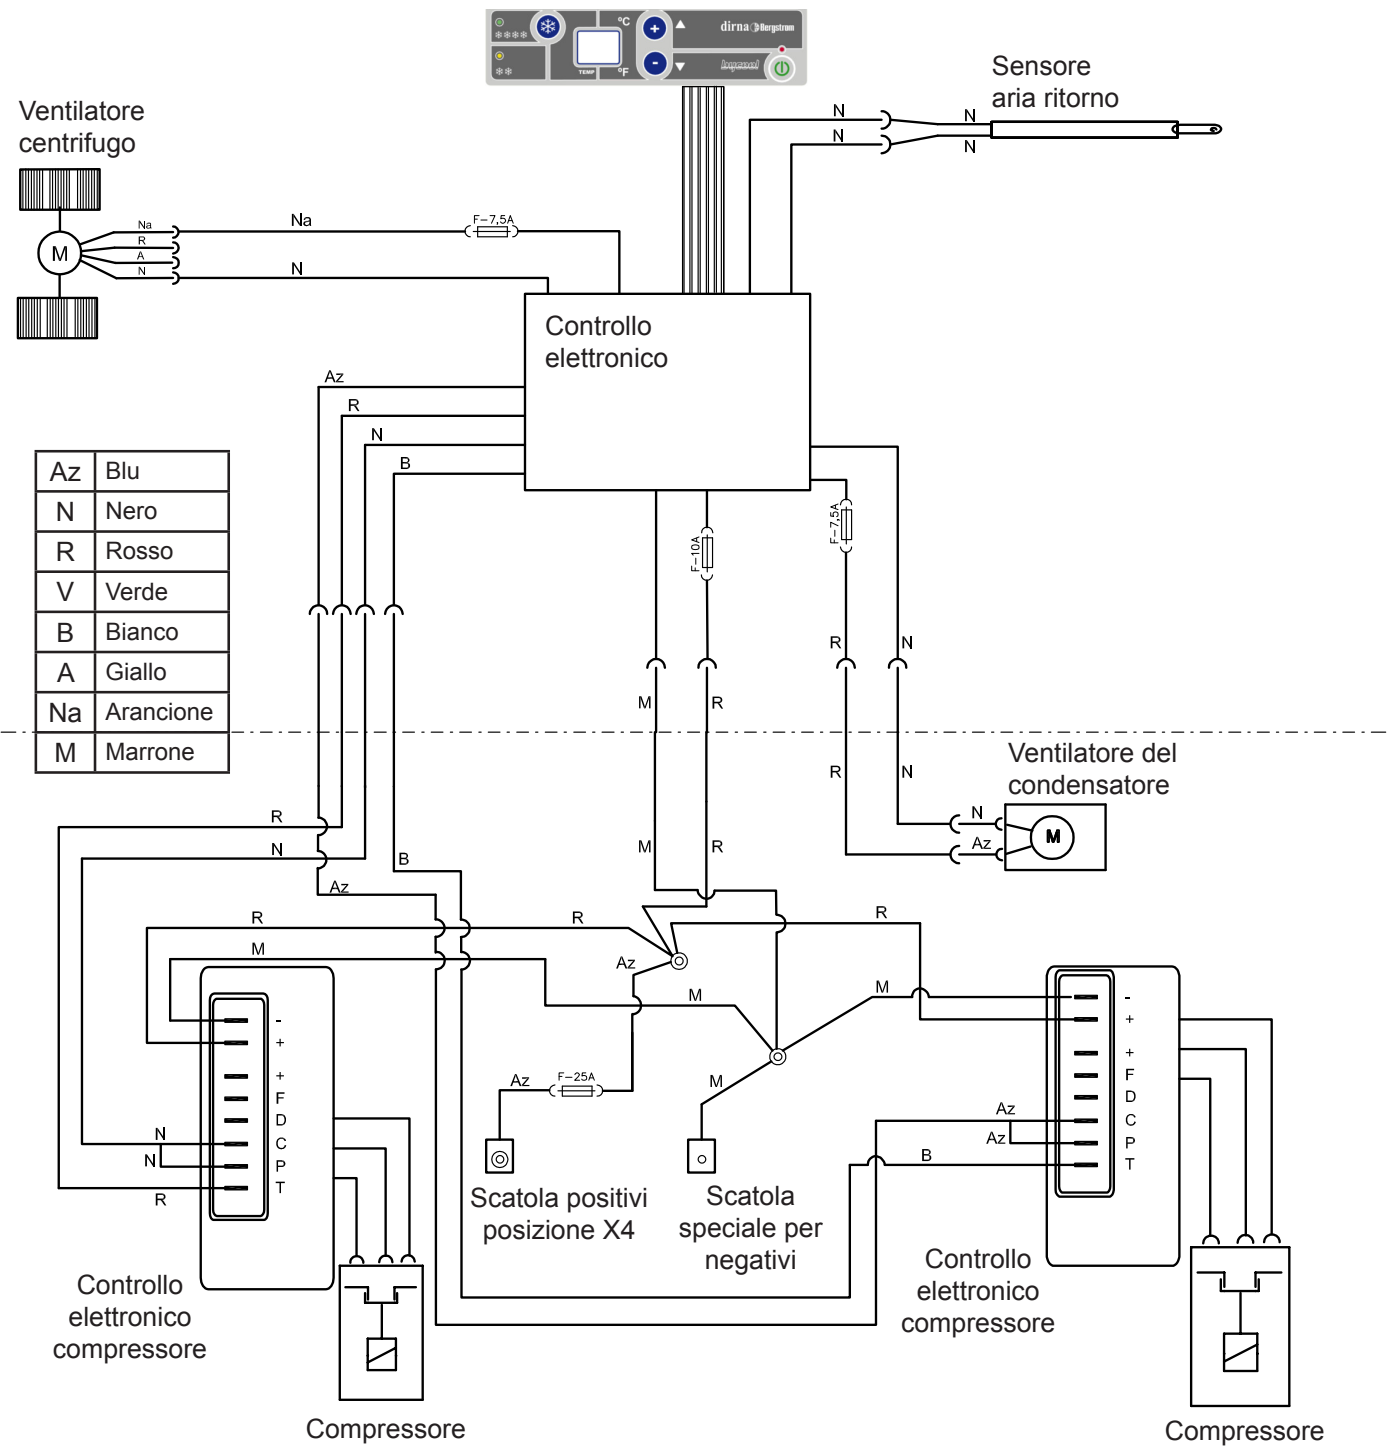 °C
dirna Bergstrom
bycool
TEMP
°F
+
-
Sensore
aria ritorno
N
N
N
N
Ventilatore
centrifugo
Na
R
A
N
Na
N
F-7,5A
M
Controllo
elettronico
Az
R
N
B
Az Blu
N Nero
R Rosso
V Verde
B Bianco
A Giallo
Na Arancione
M Marrone
F-10A
F-7,5A
R
N
M
R
R
N
Ventilatore del
condensatore
N
Az
M
R
N
B
Az
M
R
R
M
R
R
Az
M
M
Az
F-25A
M
-
+
+
F
D
C
P
T
N
N
R
-
+
+
F
D
C
P
T
Az
Az
B
Scatola positivi
posizione X4
Scatola
speciale per
negativi
Controllo
elettronico
compressore
Controllo
elettronico
compressore
Compressore
Compressore